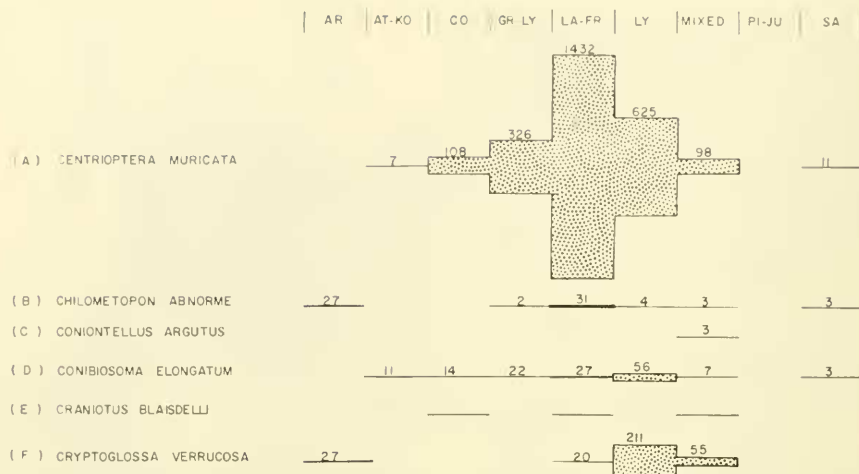 AR AT-KO CO GR-LY LA-FR LY MIXED PI-JU SA
1432
625
326
108 98
(A) CENTRIOPTERA MURICATA 7 11
(B) CHILOMETOPON ABNORME 27 2 31 4 3 3
(C) CONIONTELLUS ARGUTUS 3
(D) CONIBIOSOMA ELONGATUM 11 14 22 27 56 7 3
(E) CRANIOTUS BLAISDELLI
211
(F) CRYPTOGLOSSA VERRUCOSA 27 20 55